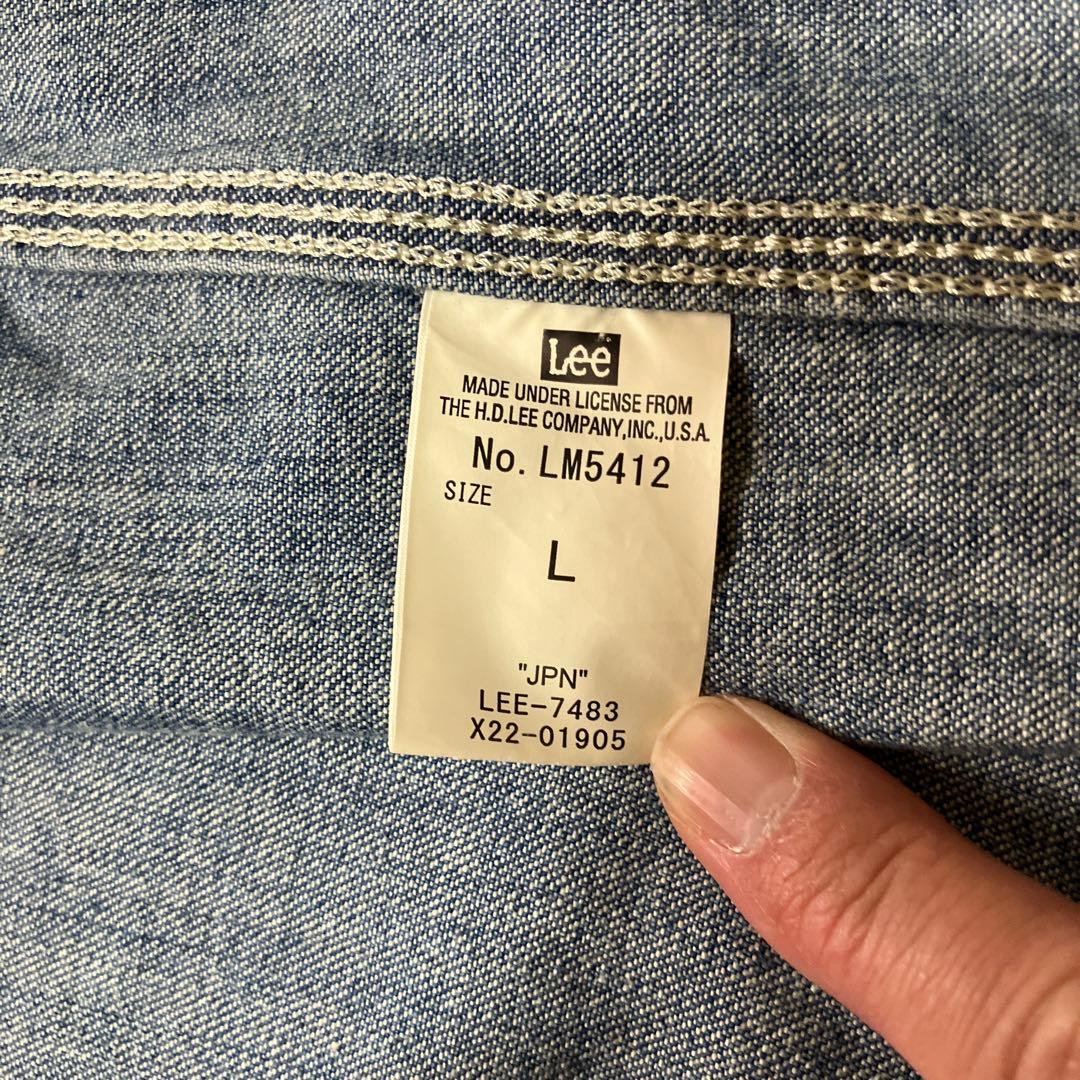 Lee
MADE UNDER LICENSE FROM
THE H.D.LEE COMPANY,INC.,U.S.A.
No. LM5412
SIZE
L
"JPN"
LEE-7483
X22-01905